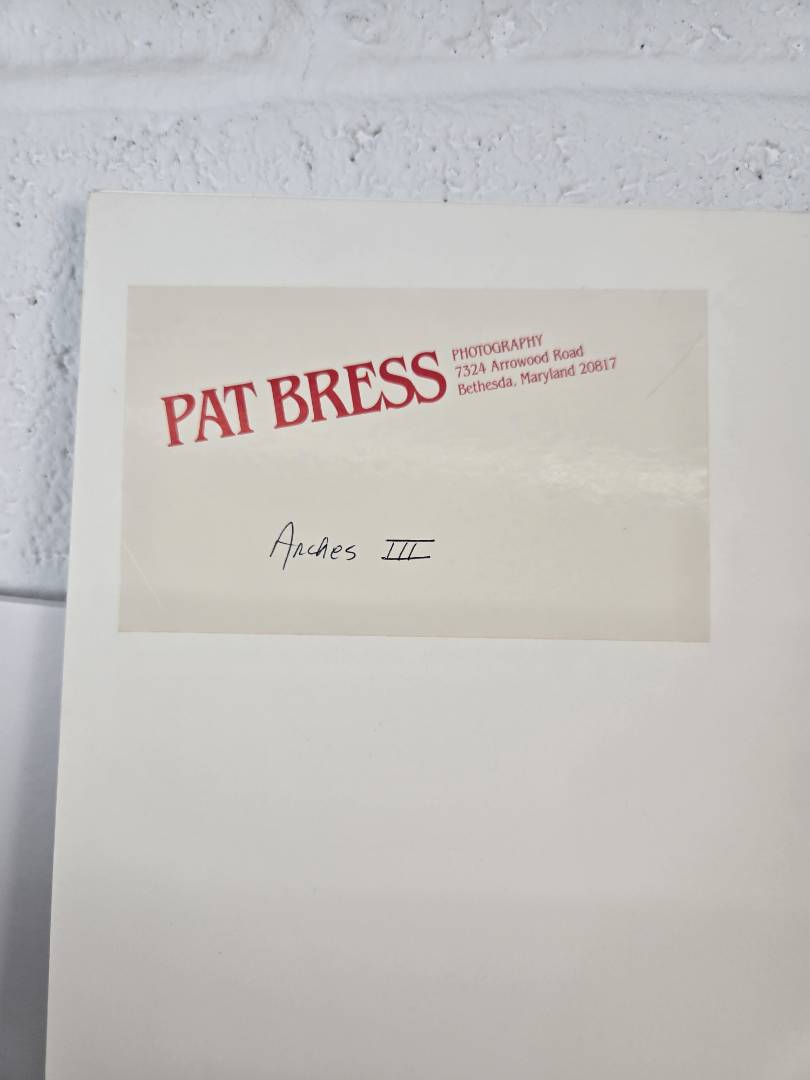 PAT BRESS
PHOTOGRAPHY
7324 Arrowood Road
Bethesda, Maryland 20817
Arches III